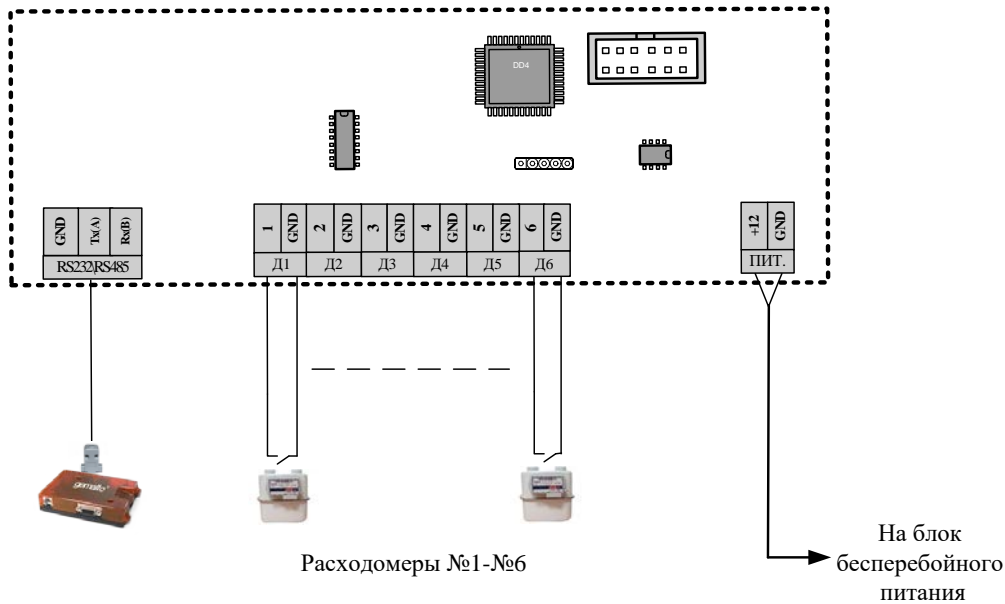 DD4
GND Tx(A) Rx(B)
RS232\RS485
1 GND 2 GND 3 GND 4 GND 5 GND 6 GND
Д1 Д2 Д3 Д4 Д5 Д6
+12 GND
ПИТ.
gemalto
Расходомеры №1-№6
На блок
бесперебойного
питания